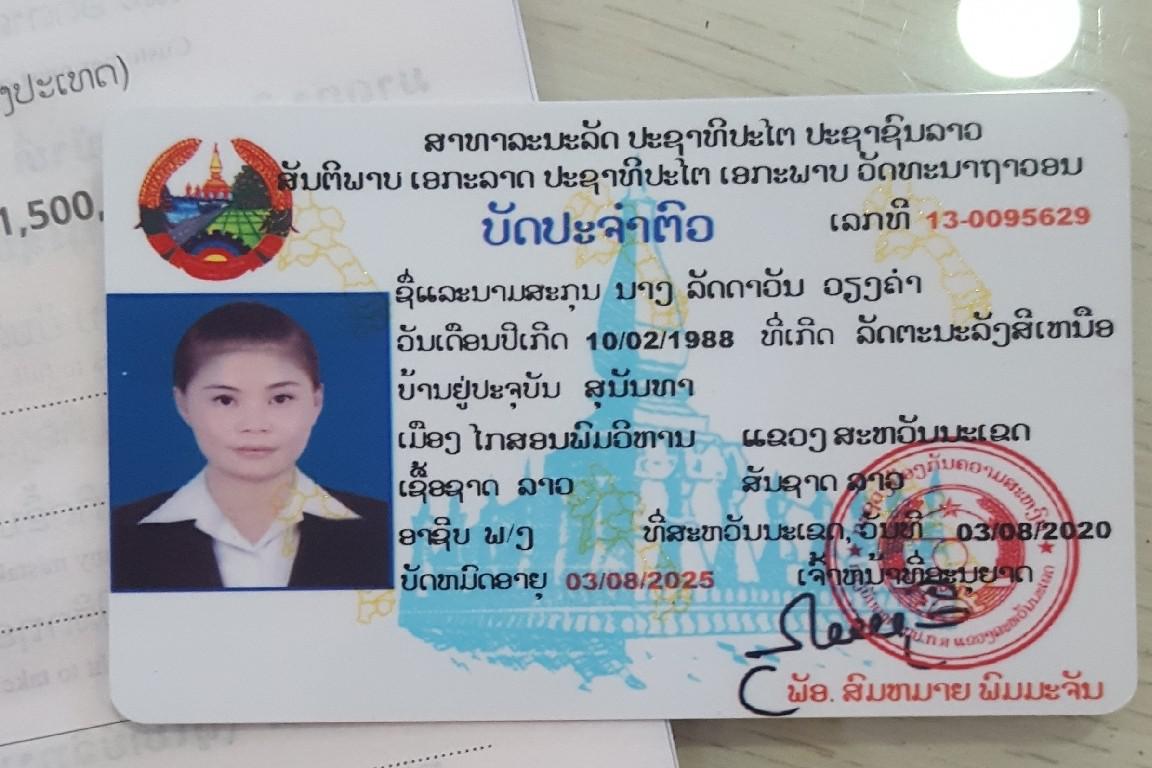 ງປະເທດ)
1,500,
ສາທາລະນະລັດ ປະຊາທິປະໄຕ ປະຊາຊົນລາວ
ສັນຕິພາບ ເອກະລາດ ປະຊາທິປະໄຕ ເອກະພາບ ວັດທະນາຖາວອນ
ບັດປະຈຳຕົວ
ເລກທີ 13-0095629
ຊື່ແລະນາມສະກຸນ ນາງ ລັດດາວັນ ວຽງຄຳ
ວັນເດືອນປີເກີດ 10/02/1988 ທີ່ເກີດ ລັດຕະນະລັງສີເຫນືອ
ບ້ານຢູ່ປະຈຸບັນ ສຸນັນທາ
ເມືອງ ໄກສອນພົມວິຫານ ແຂວງ ສະຫວັນນະເຂດ
ເຊື້ອຊາດ ລາວ ສັນຊາດ ລາວ
ອາຊີບ ພ/ງ ທີ່ສະຫວັນນະເຂດ, ວັນທີ 03/08/2020
ບັດຫມົດອາຍຸ 03/08/2025 ເຈົ້າຫນ້າທີ່ອະນຸຍາດ
ພັອ. ສົມຫມາຍ ພົມມະຈັນ